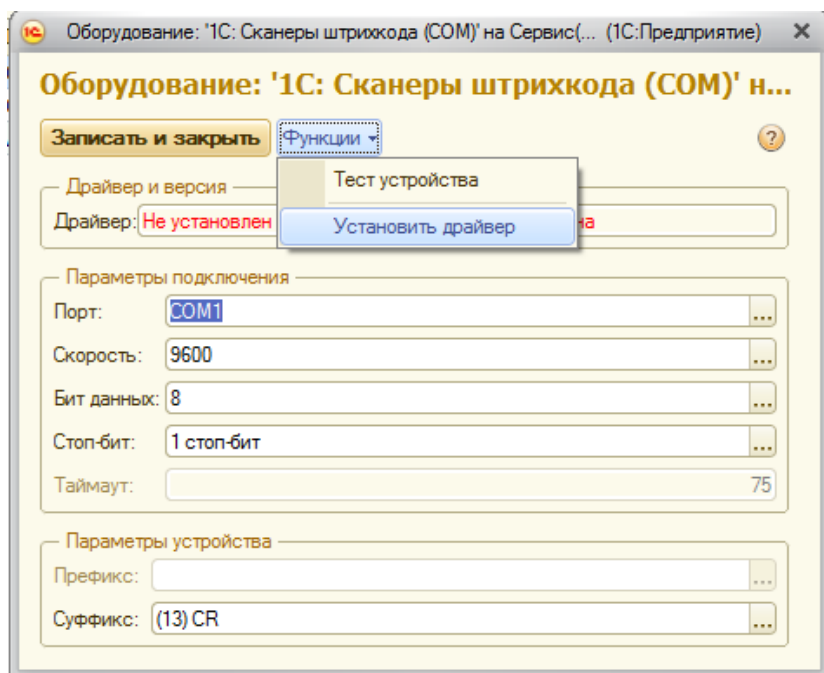 1С Оборудование: '1С: Сканеры штрихкода (COM)' на Сервис(... (1С:Предприятие) ×
Оборудование: '1С: Сканеры штрихкода (COM)' н...
Записать и закрыть Функции ?
Тест устройства
Драйвер и версия
Драйвер: Не установлен на
Установить драйвер
Параметры подключения
Порт: COM1 ...
Скорость: 9600 ...
Бит данных: 8 ...
Стоп-бит: 1 стоп-бит ...
Таймаут: 75
Параметры устройства
Префикс: ...
Суффикс: (13) CR ...